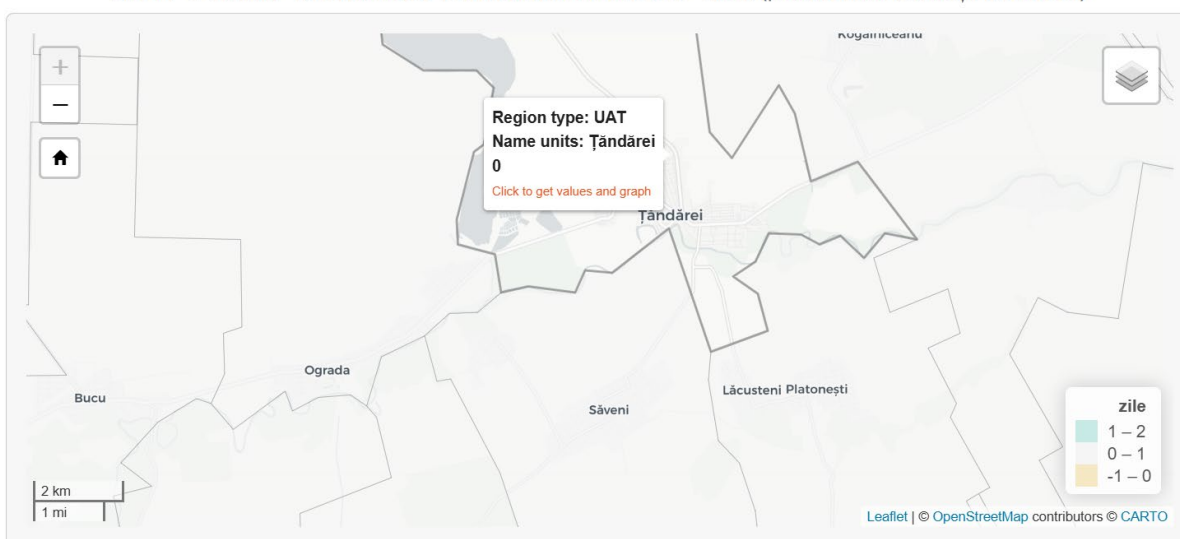 +
−
Region type: UAT
Name units: Țăndărei
0
Click to get values and graph
Țăndărei
Ograda
Bucu
Săveni
Lăcusteni Platonești
zile
1 – 2
0 – 1
-1 – 0
2 km
1 mi
Leaflet | © OpenStreetMap contributors © CARTO